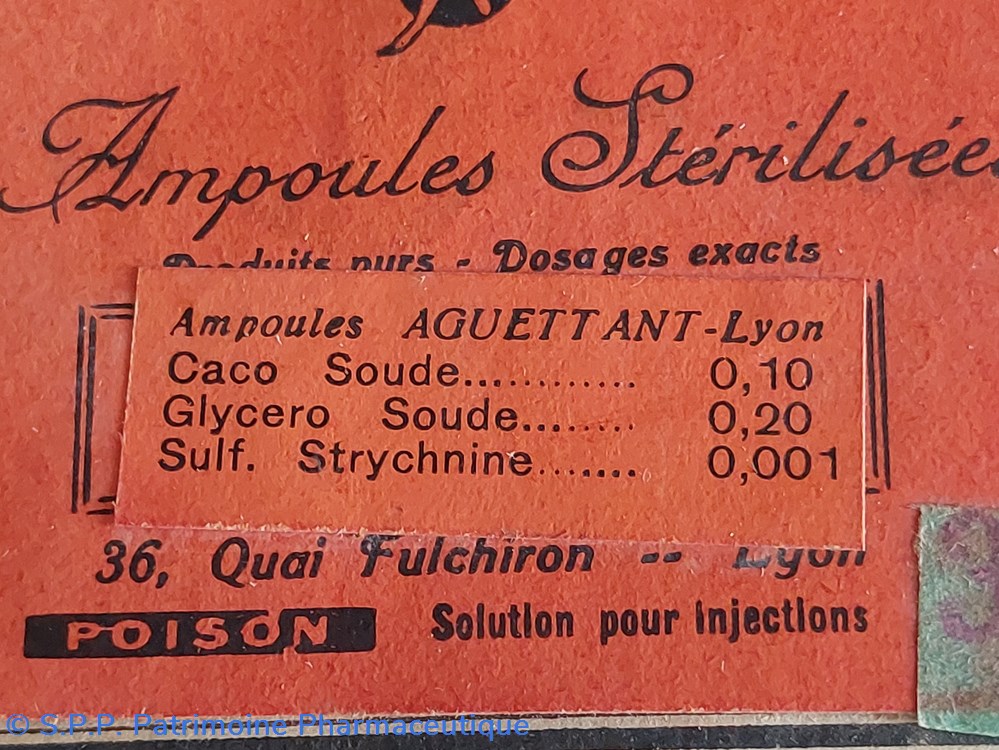 Ampoules Stérilisées
Produits purs - Dosages exacts
Ampoules AGUETTANT-Lyon
Caco Soude............ 0,10
Glycero Soude........ 0,20
Sulf. Strychnine....... 0,001
36, Quai Fulchiron -- Lyon
POISON Solution pour Injections
© S.P.P. Patrimoine Pharmaceutique